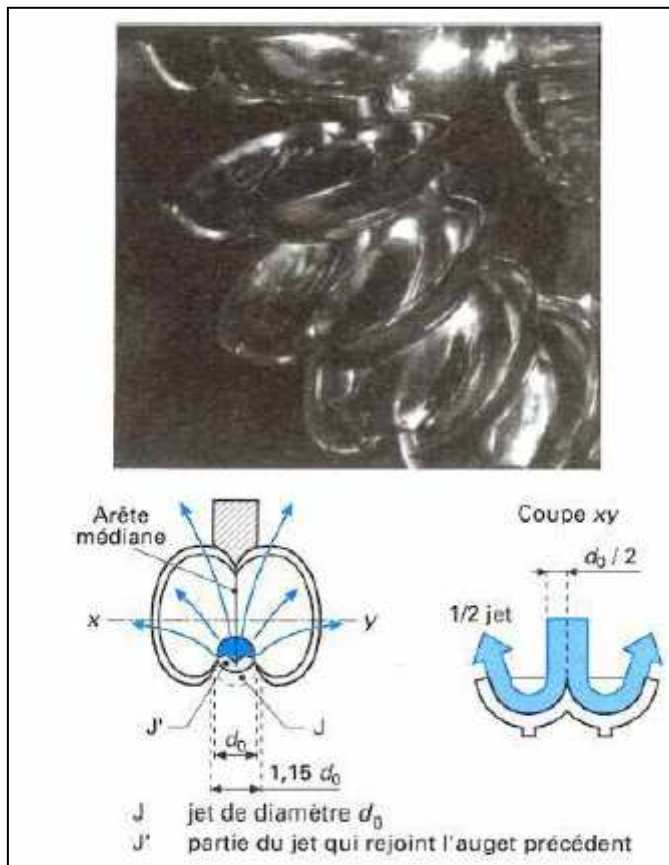 Arête
médiane
Coupe xy
d₀ / 2
1/2 jet
x
y
J'
J
d₀
1,15 d₀
J jet de diamètre d₀
J' partie du jet qui rejoint l'auget précédent